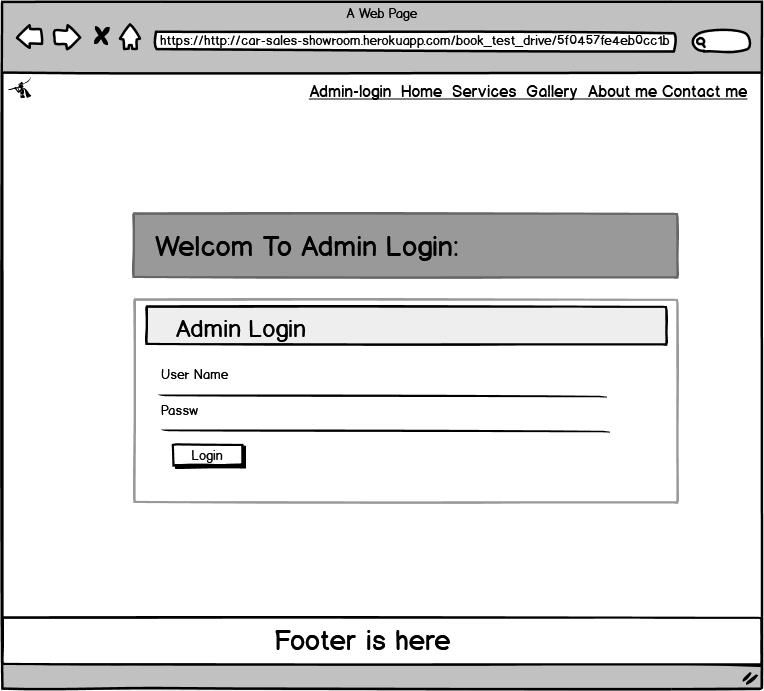 A Web Page
https://http://car-sales-showroom.herokuapp.com/book_test_drive/5f0457fe4eb0cc1b
Admin-login Home Services Gallery About me Contact me
Welcom To Admin Login:
Admin Login
User Name
Passw
Login
Footer is here